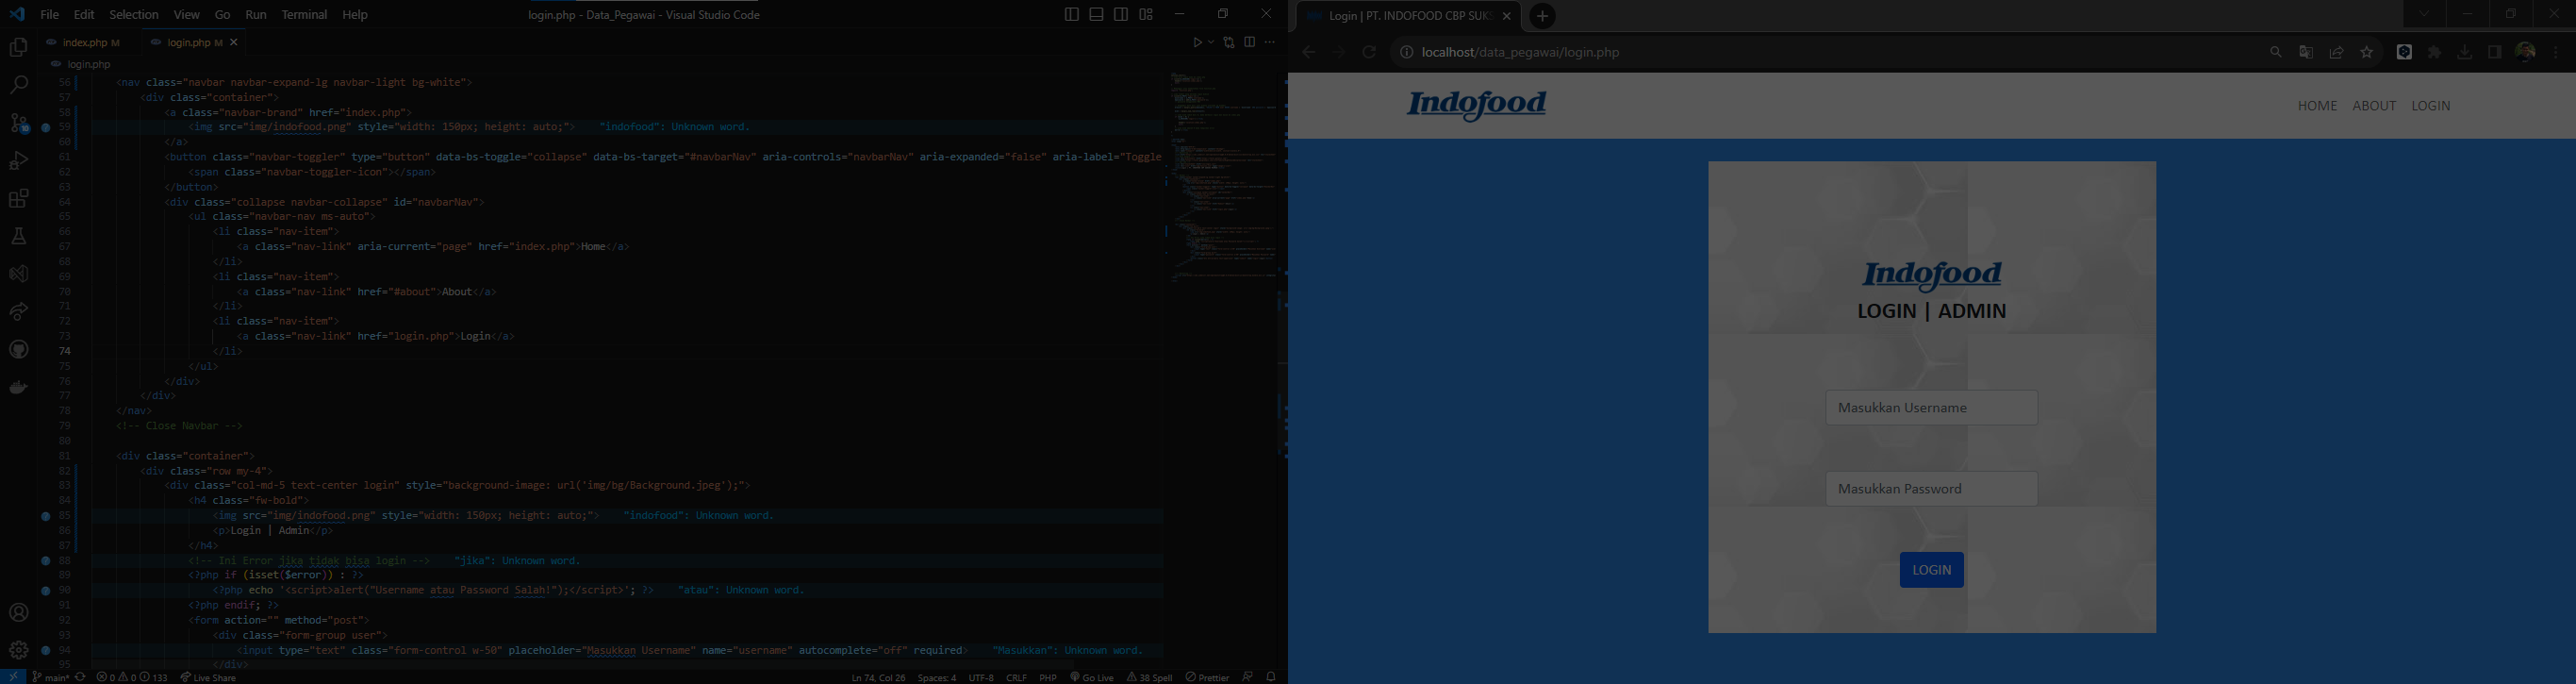 File Edit Selection View Go Run Terminal Help
login.php - Data_Pegawai - Visual Studio Code
index.php M
login.php M
login.php
56 <nav class="navbar navbar-expand-lg navbar-light bg-white">
57 <div class="container">
58 <a class="navbar-brand" href="index.php">
59 <img src="img/indofood.png" style="width: 150px; height: auto;"> "indofood": Unknown word.
60 </a>
61 <button class="navbar-toggler" type="button" data-bs-toggle="collapse" data-bs-target="#navbarNav" aria-controls="navbarNav" aria-expanded="false" aria-label="Toggle
62 <span class="navbar-toggler-icon"></span>
63 </button>
64 <div class="collapse navbar-collapse" id="navbarNav">
65 <ul class="navbar-nav ms-auto">
66 <li class="nav-item">
67 <a class="nav-link" aria-current="page" href="index.php">Home</a>
68 </li>
69 <li class="nav-item">
70 <a class="nav-link" href="#about">About</a>
71 </li>
72 <li class="nav-item">
73 <a class="nav-link" href="login.php">Login</a>
74 </li>
75 </ul>
76 </div>
77 </div>
78 </nav>
79 <!-- Close Navbar -->
80
81 <div class="container">
82 <div class="row my-4">
83 <div class="col-md-5 text-center login" style="background-image: url('img/bg/Background.jpeg');">
84 <h4 class="fw-bold">
85 <img src="img/indofood.png" style="width: 150px; height: auto;"> "indofood": Unknown word.
86 <p>Login | Admin</p>
87 </h4>
88 <!-- Ini Error jika tidak bisa login --> "jika": Unknown word.
89 <?php if (isset($error)) : ?>
90 <?php echo '<script>alert("Username atau Password Salah!");</script>'; ?> "atau": Unknown word.
91 <?php endif; ?>
92 <form action="" method="post">
93 <div class="form-group user">
94 <input type="text" class="form-control w-50" placeholder="Masukkan Username" name="username" autocomplete="off" required> "Masukkan": Unknown word.
95 </div>
main* 0 0 133 Live Share
Ln 74, Col 26 Spaces: 4 UTF-8 CRLF PHP Go Live 38 Spell Prettier
Login | PT. INDOFOOD CBP SUKS
localhost/data_pegawai/login.php
Indofood
HOME ABOUT LOGIN
Indofood
LOGIN | ADMIN
Masukkan Username
Masukkan Password
LOGIN